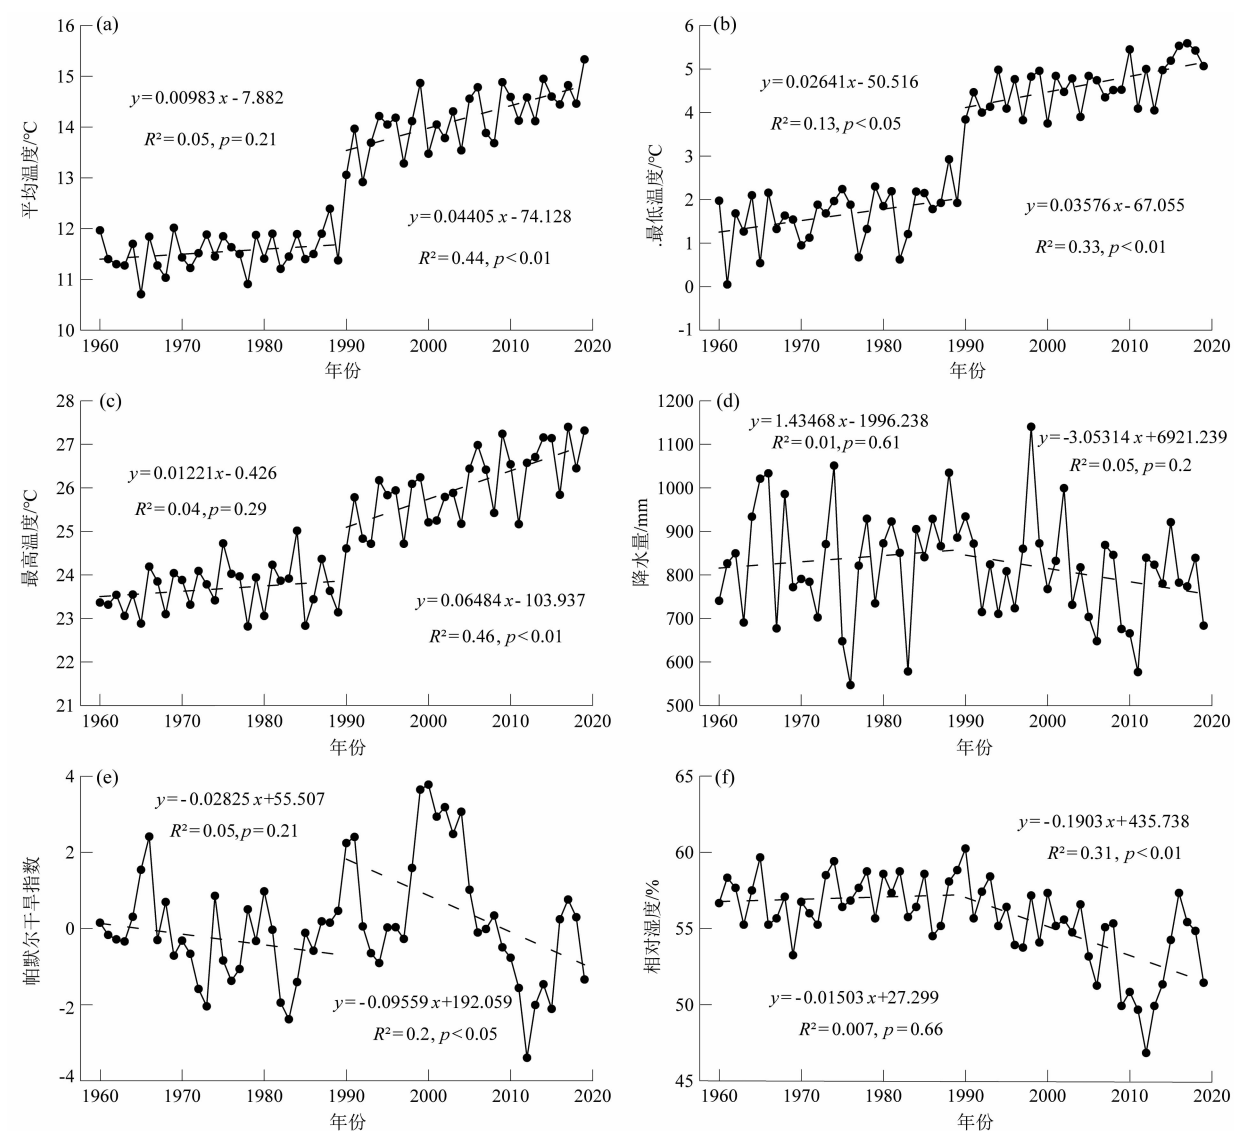 (a)
16
15
14
13
12
11
10
平均温度/℃
y=0.00983x-7.882
R²=0.05, p=0.21
y=0.04405x-74.128
R²=0.44, p<0.01
1960 1970 1980 1990 2000 2010 2020
年份
(b)
6
5
4
3
2
1
0
-1
.最低温度/℃
y=0.02641x-50.516
R²=0.13, p<0.05
y=0.03576x-67.055
R²=0.33, p<0.01
1960 1970 1980 1990 2000 2010 2020
年份
(c)
28
27
26
25
24
23
22
21
最高温度/℃
y=0.01221x-0.426
R²=0.04, p=0.29
y=0.06484x-103.937
R²=0.46, p<0.01
1960 1970 1980 1990 2000 2010 2020
年份
(d)
1200
1100
1000
900
800
700
600
500
降水量/mm
y=1.43468x-1996.238
R²=0.01, p=0.61
y=-3.05314x+6921.239
R²=0.05, p=0.2
1960 1970 1980 1990 2000 2010 2020
年份
(e)
4
2
0
-2
-4
帕默尔干旱指数
y=-0.02825x+55.507
R²=0.05, p=0.21
y=-0.09559x+192.059
R²=0.2, p<0.05
1960 1970 1980 1990 2000 2010 2020
年份
(f)
65
60
55
50
45
相对湿度/%
y=-0.1903x+435.738
R²=0.31, p<0.01
y=-0.01503x+27.299
R²=0.007, p=0.66
1960 1970 1980 1990 2000 2010 2020
年份